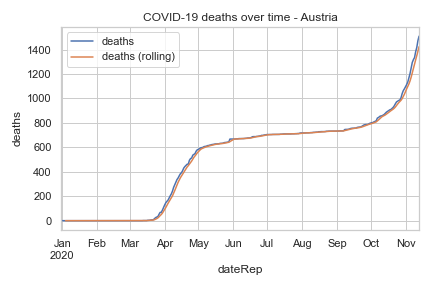 COVID-19 deaths over time - Austria
deaths
deaths (rolling)
1400
1200
1000
800
600
400
200
0
deaths
Jan Feb Mar Apr May Jun Jul Aug Sep Oct Nov
2020
dateRep